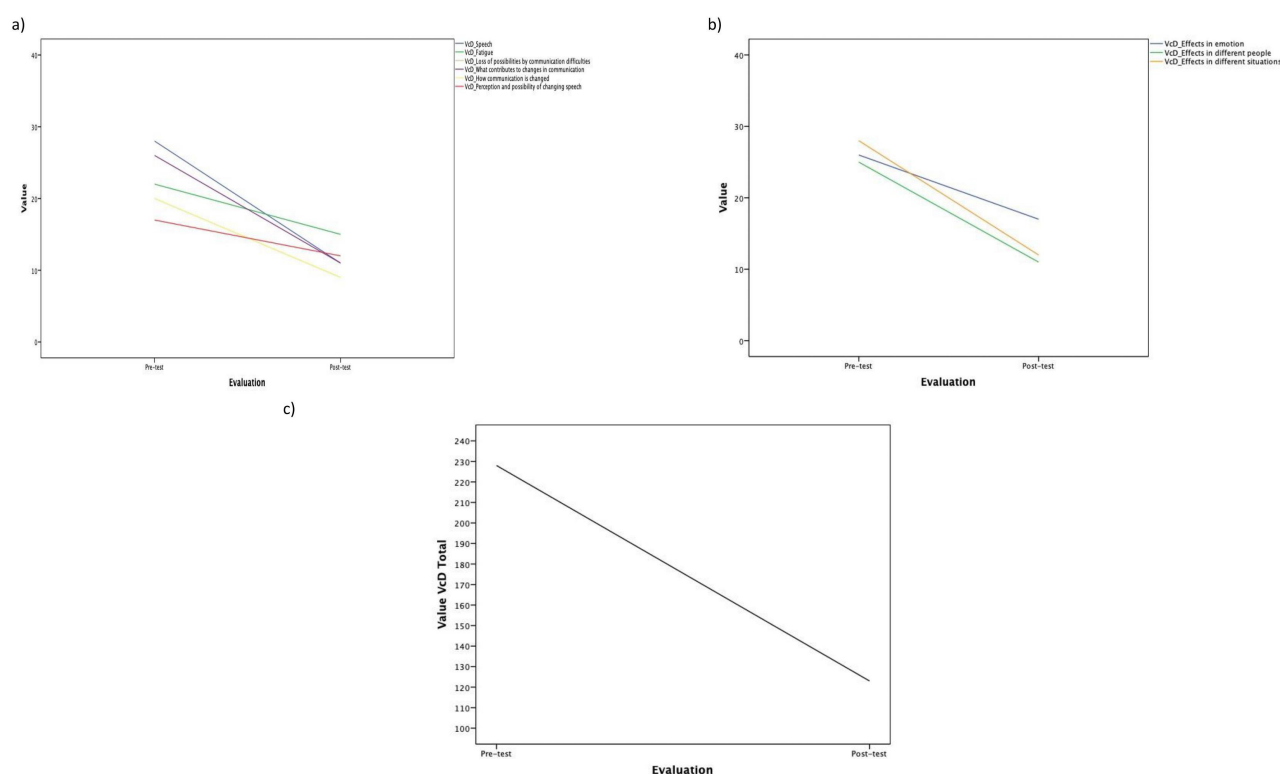 a)
VcD_Speech
VcD_Fatigue
VcD_Loss of possibilities by communication difficulties
VcD_What contributes to changes in communication
VcD_How communication is changed
VcD_Perception and possibility of changing speech
40
30
20
10
0
Value
Pre-test
Post-test
Evaluation
b)
VcD_Effects in emotion
VcD_Effects in different people
VcD_Effects in different situations
40
30
20
10
0
Value
Pre-test
Post-test
Evaluation
c)
240
230
220
210
200
190
180
170
160
150
140
130
120
110
100
Value VcD Total
Pre-test
Post-test
Evaluation